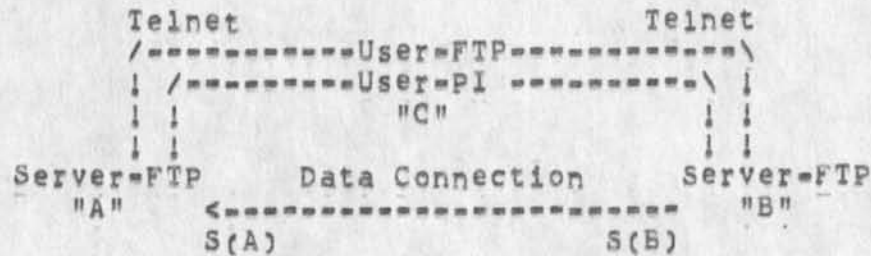 Telnet Telnet
/------------User-FTP------------\
! /----------User-PI ----------\ !
! ! "C" ! !
! ! ! !
Server-FTP Data Connection Server-FTP
"A" <------------------------- "B"
S(A) S(B)